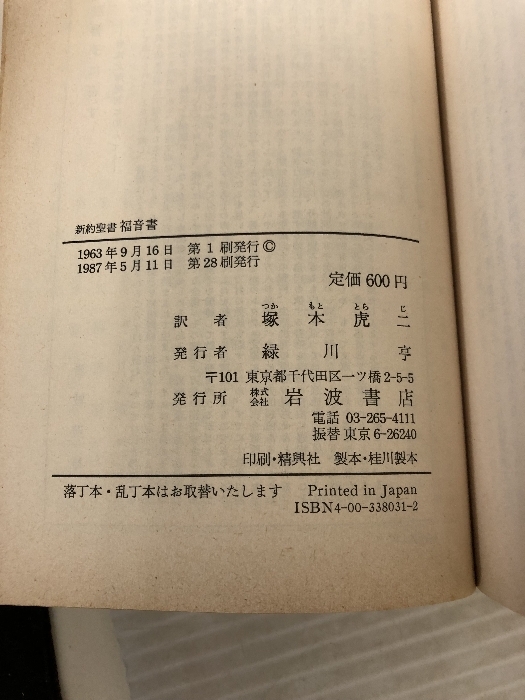 新約聖書 福音書
1963年9月16日 第1刷発行©
1987年5月11日 第28刷発行
定価600円
つか もと とら じ
訳者 塚本虎二
発行者 緑川亨
〒101 東京都千代田区一ツ橋2-5-5
発行所 株式会社 岩波書店
電話 03-265-4111
振替 東京6-26240
印刷・精興社 製本・桂川製本
落丁本・乱丁本はお取替いたします Printed in Japan
ISBN4-00-338031-2